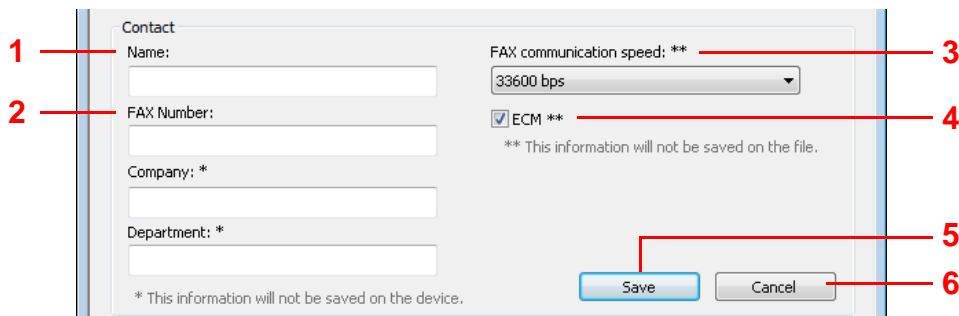 Contact
1 Name:
2 FAX Number:
Company: *
Department: *
* This information will not be saved on the device.
FAX communication speed: ** 3
33600 bps
ECM ** 4
** This information will not be saved on the file.
5
Save
Cancel 6